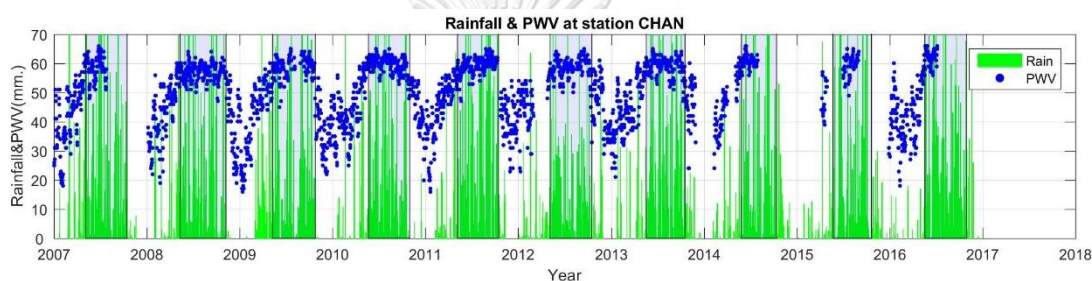 Rainfall & PWV at station CHAN
70
60
50
40
30
20
10
0
Rainfall&PWV(mm.)
Rain
PWV
2007 2008 2009 2010 2011 2012 2013 2014 2015 2016 2017 2018
Year